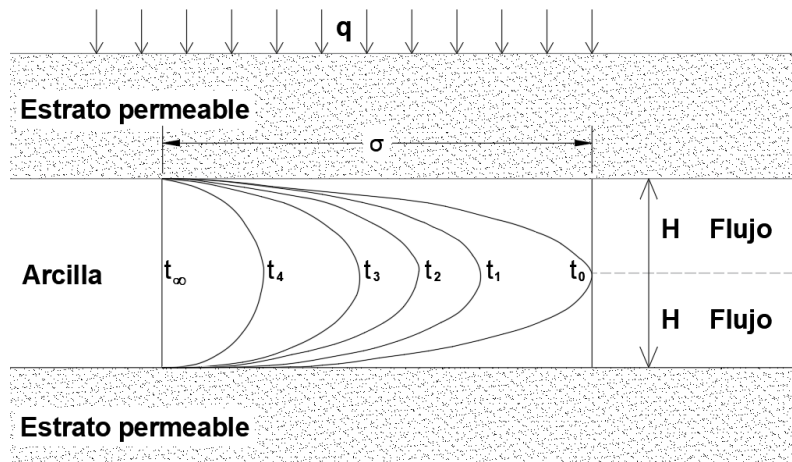 q
Estrato permeable
σ
H Flujo
Arcilla
t∞ t4 t3 t2 t1 t0
H Flujo
Estrato permeable